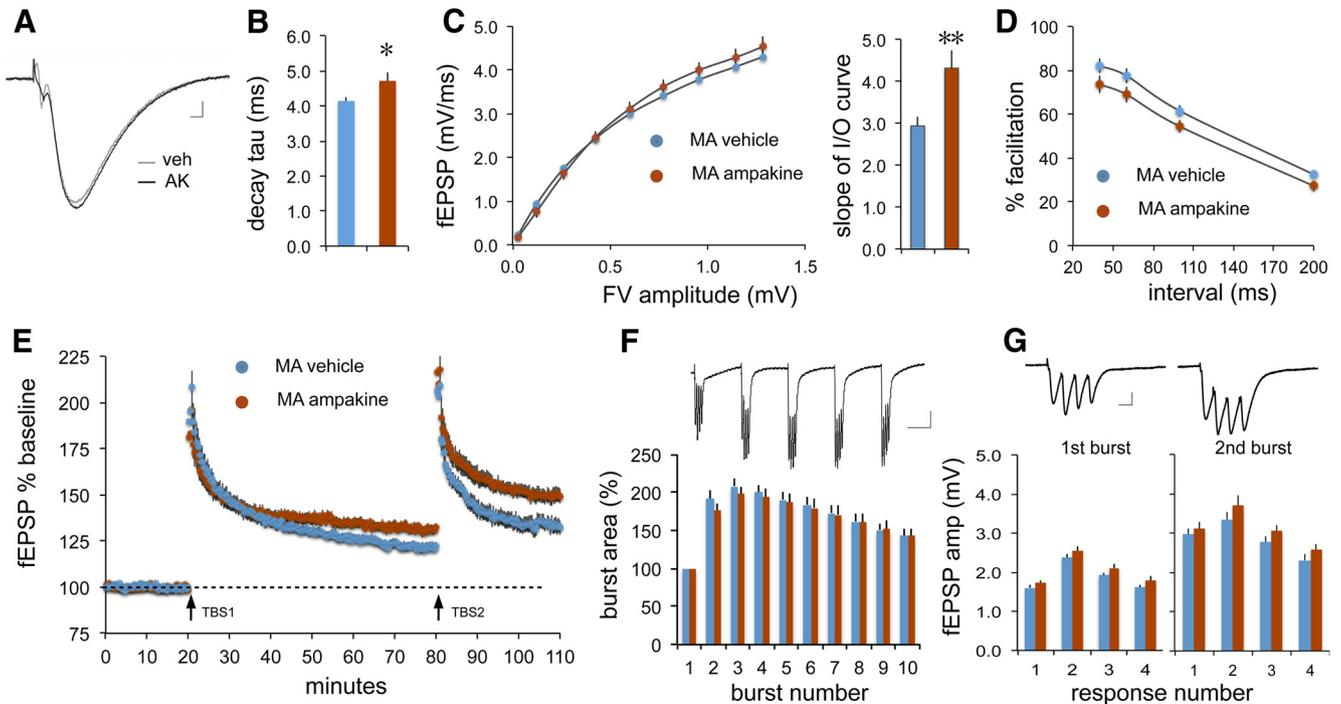 A
veh
AK
B
decay tau (ms)
6.0
5.0
4.0
3.0
2.0
1.0
0.0
*
C
fEPSP (mV/ms)
5.0
4.0
3.0
2.0
1.0
0.0
MA vehicle
MA ampakine
0.0 0.5 1.0 1.5
FV amplitude (mV)
slope of I/O curve
5.0
4.0
3.0
2.0
1.0
0.0
**
D
% facilitation
100
80
60
40
20
0
MA vehicle
MA ampakine
20 50 80 110 140 170 200
interval (ms)
E
fEPSP % baseline
225
200
175
150
125
100
75
MA vehicle
MA ampakine
TBS1
TBS2
0 10 20 30 40 50 60 70 80 90 100 110
minutes
F
burst area (%)
250
200
150
100
50
0
1 2 3 4 5 6 7 8 9 10
burst number
G
1st burst
2nd burst
fEPSP amp (mV)
5.0
4.0
3.0
2.0
1.0
0.0
1 2 3 4
1 2 3 4
response number